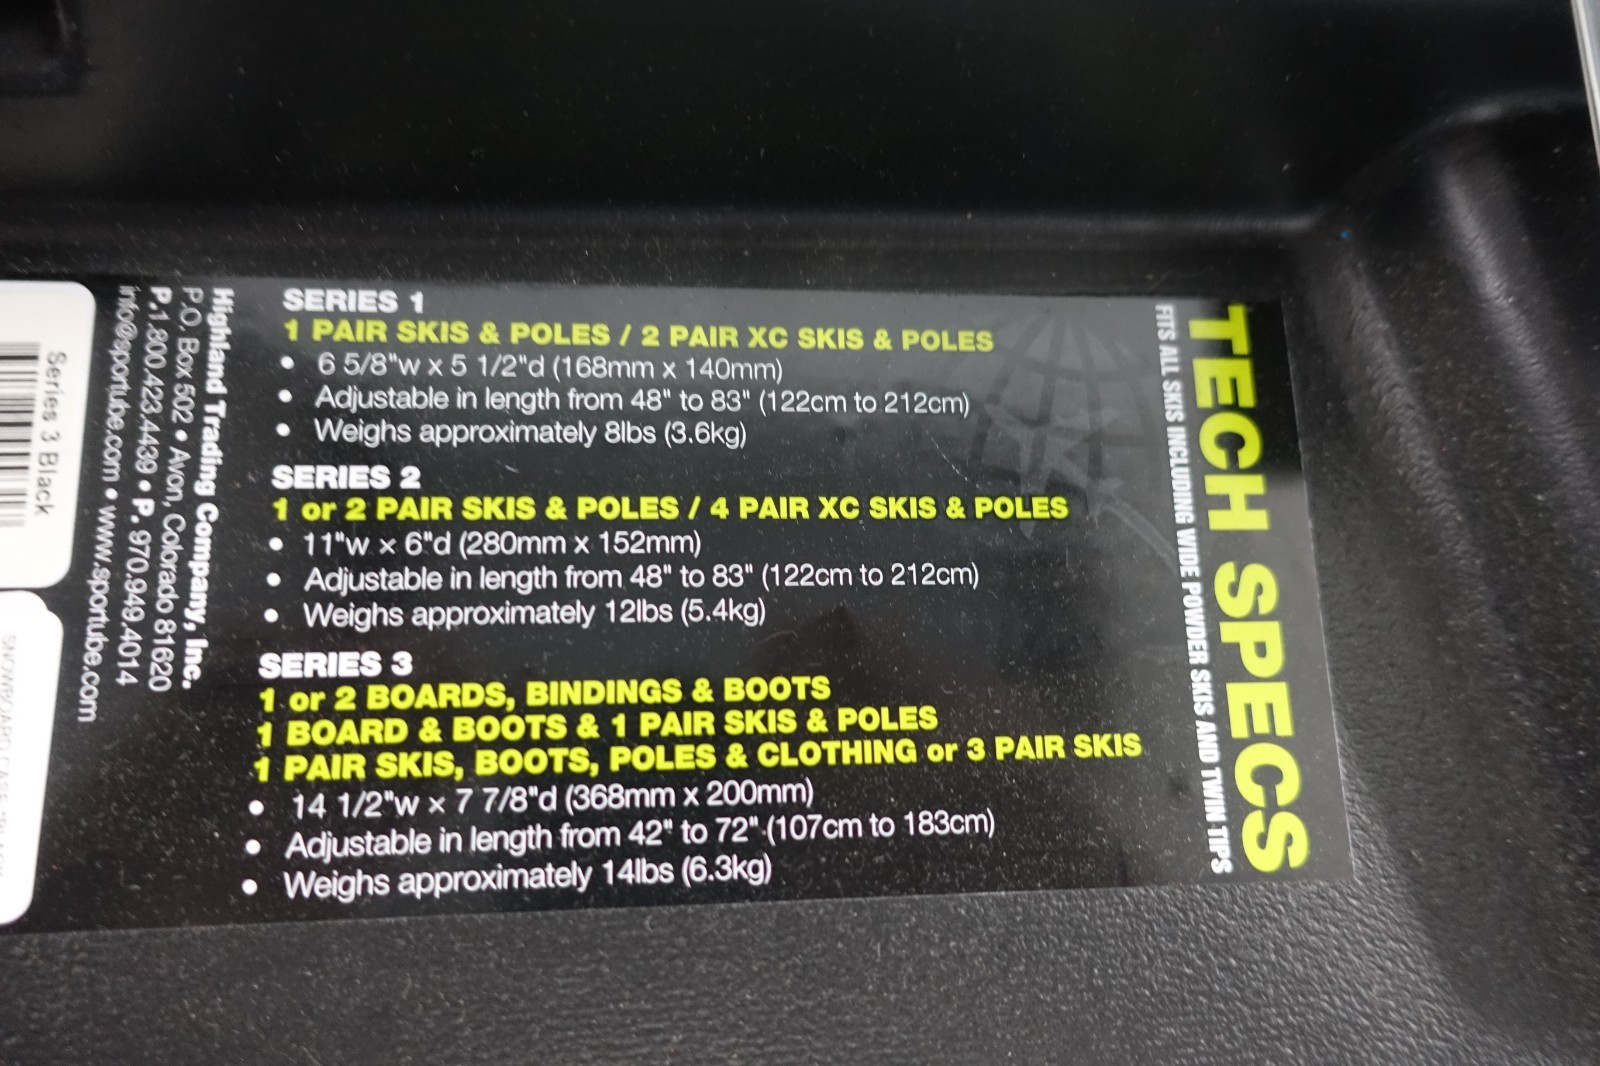 SERIES 1
1 PAIR SKIS & POLES / 2 PAIR XC SKIS & POLES
• 6 5/8"w x 5 1/2"d (168mm x 140mm)
• Adjustable in length from 48" to 83" (122cm to 212cm)
• Weighs approximately 8lbs (3.6kg)
SERIES 2
1 or 2 PAIR SKIS & POLES / 4 PAIR XC SKIS & POLES
• 11"w x 6"d (280mm x 152mm)
• Adjustable in length from 48" to 83" (122cm to 212cm)
• Weighs approximately 12lbs (5.4kg)
SERIES 3
1 or 2 BOARDS, BINDINGS & BOOTS
1 BOARD & BOOTS & 1 PAIR SKIS & POLES
1 PAIR SKIS, BOOTS, POLES & CLOTHING or 3 PAIR SKIS
• 14 1/2"w x 7 7/8"d (368mm x 200mm)
• Adjustable in length from 42" to 72" (107cm to 183cm)
• Weighs approximately 14lbs (6.3kg)
TECH SPECS
FITS ALL SKIS INCLUDING WIDE POWDER SKIS AND TWIN TIPS
Highland Trading Company, Inc.
P.O. Box 502 • Avon, Colorado 81620
P.1.800.423.4439 • P. 970.949.4014
info@sportube.com • www.sportube.com
Series 3 Black
SNOWBOARD CASE